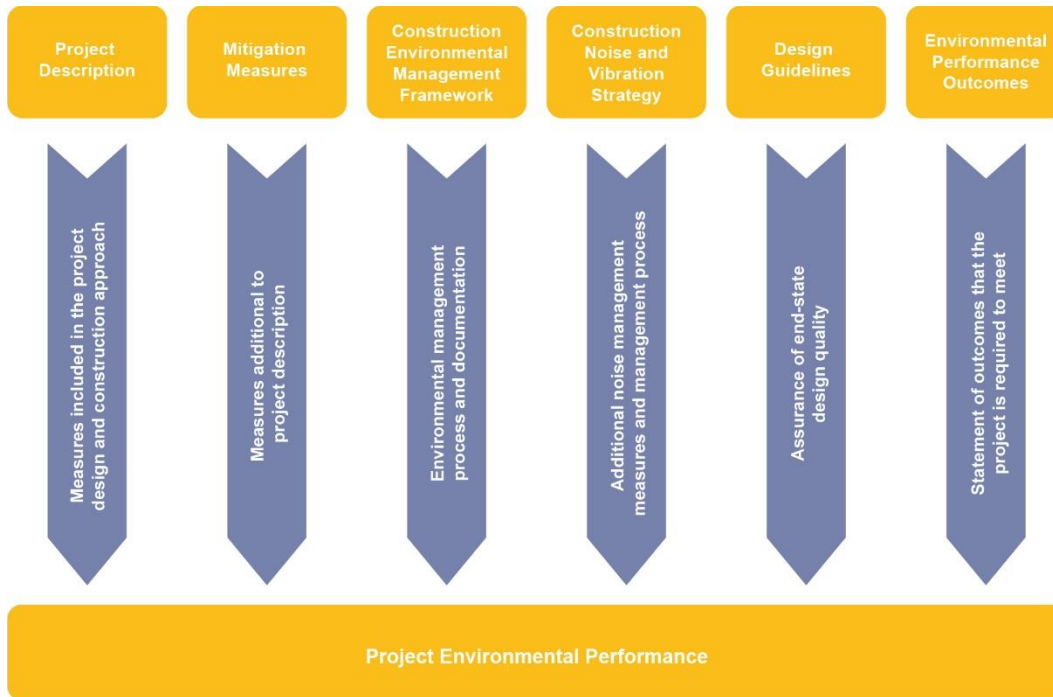 Project
Description
Mitigation
Measures
Construction
Environmental
Management
Framework
Construction
Noise and
Vibration
Strategy
Design
Guidelines
Environmental
Performance
Outcomes
Measures included in the project
design and construction approach
Measures additional to
project description
Environmental management
process and documentation
Additional noise management
measures and management process
Assurance of end-state
design quality
Statement of outcomes that the
project is required to meet
Project Environmental Performance